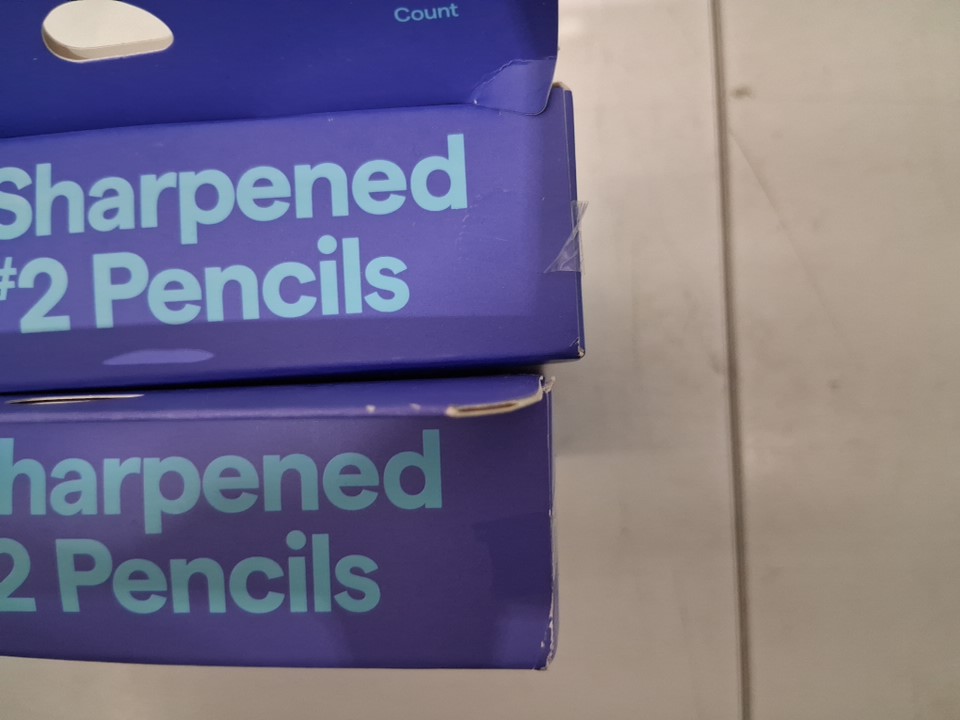 Count
Sharpened
#2 Pencils
harpened
2 Pencils